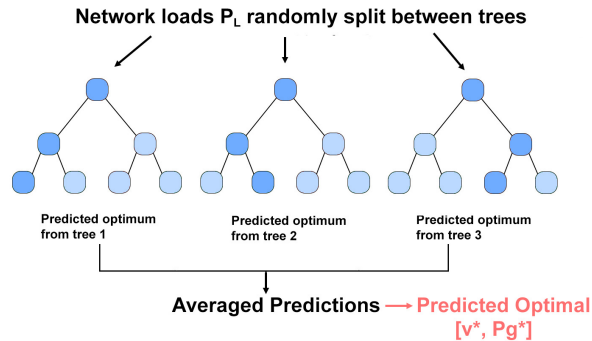 Network loads PL randomly split between trees
Predicted optimum
from tree 1
Predicted optimum
from tree 2
Predicted optimum
from tree 3
Averaged Predictions
Predicted Optimal
[v*, Pg*]